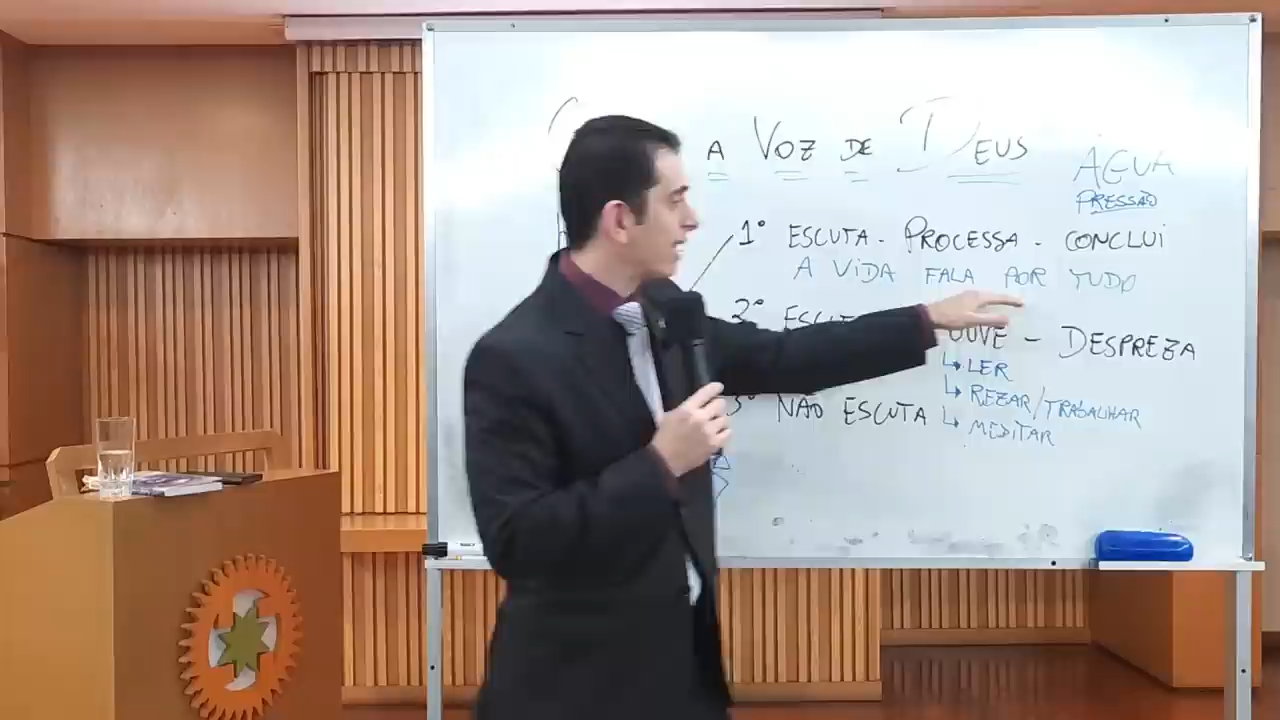 A VOZ DE DEUS
ÁGUA
PRESSÃO
1° ESCUTA - PROCESSA - CONCLUI
A VIDA FALA POR TUDO
OUVE - DESPREZA
↳ LER
↳ REZAR/TRABALHAR
3° NÃO ESCUTA
↳ MEDITAR